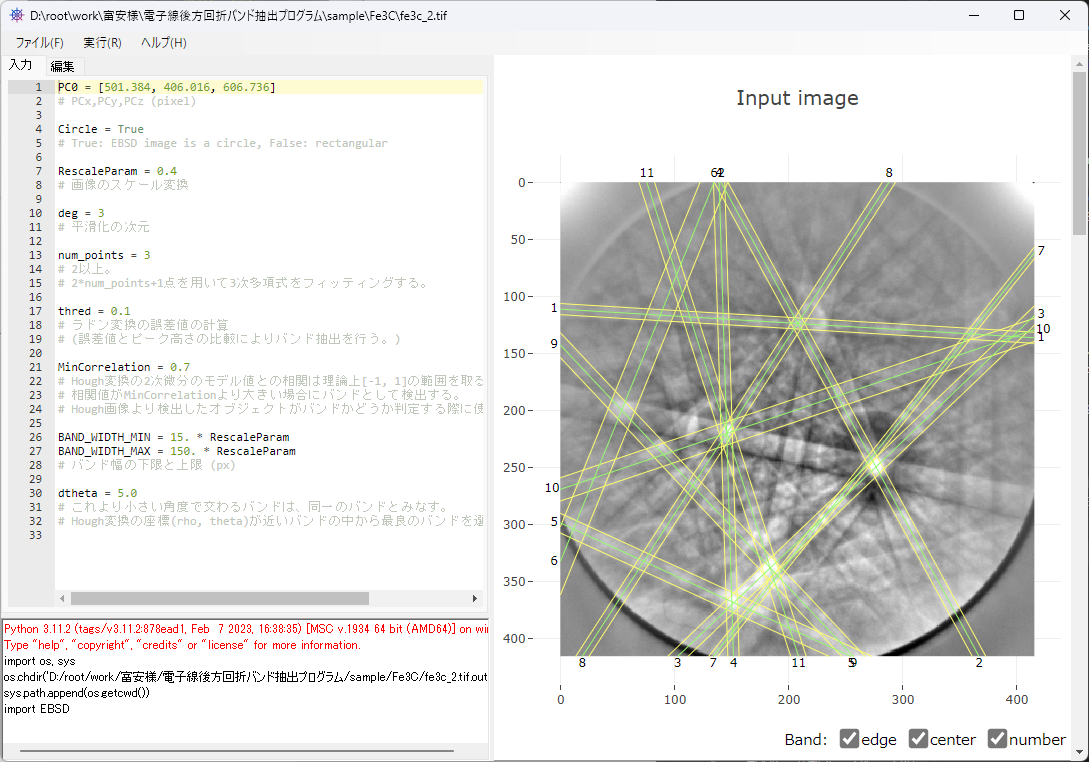 D:\root\work\富安様\電子線後方回折バンド抽出プログラム\sample\Fe3C\fe3c_2.tif
ファイル(F) 実行(R) ヘルプ(H)
入力 編集
1 PC0 = [501.384, 406.016, 606.736]
2 # PCx,PCy,PCz (pixel)
3
4 Circle = True
5 # True: EBSD image is a circle, False: rectangular
6
7 RescaleParam = 0.4
8 # 画像のスケール変換
9
10 deg = 3
11 # 平滑化の次元
12
13 num_points = 3
14 # 2以上。
15 # 2*num_points+1点を用いて3次多項式をフィッティングする。
16
17 thred = 0.1
18 # ラドン変換の誤差値の計算
19 # (誤差値とピーク高さの比較によりバンド抽出を行う。)
20
21 MinCorrelation = 0.7
22 # Hough変換の2次微分のモデル値との相関は理論上[-1, 1]の範囲を取る
23 # 相関値がMinCorrelationより大きい場合にバンドとして検出する。
24 # Hough画像より検出したオブジェクトがバンドかどうか判定する際に使
25
26 BAND_WIDTH_MIN = 15. * RescaleParam
27 BAND_WIDTH_MAX = 150. * RescaleParam
28 # バンド幅の下限と上限 (px)
29
30 dtheta = 5.0
31 # これより小さい角度で交わるバンドは、同一のバンドとみなす。
32 # Hough変換の座標(rho, theta)が近いバンドの中から最良のバンドを選
33
Python 3.11.2 (tags/v3.11.2:878ead1, Feb 7 2023, 16:38:35) [MSC v.1934 64 bit (AMD64)] on wi
Type "help", "copyright", "credits" or "license" for more information.
import os, sys
os.chdir('D:/root/work/富安様/電子線後方回折バンド抽出プログラム/sample/Fe3C/fe3c_2.tif.out
sys.path.append(os.getcwd())
import EBSD
Input image
11 6 4 2 8
0
50
7
100
1
3
10
1
150
9
200
250
10
5
300
6
350
400
8 3 7 4 11 5 9 2
0 100 200 300 400
Band: edge center number